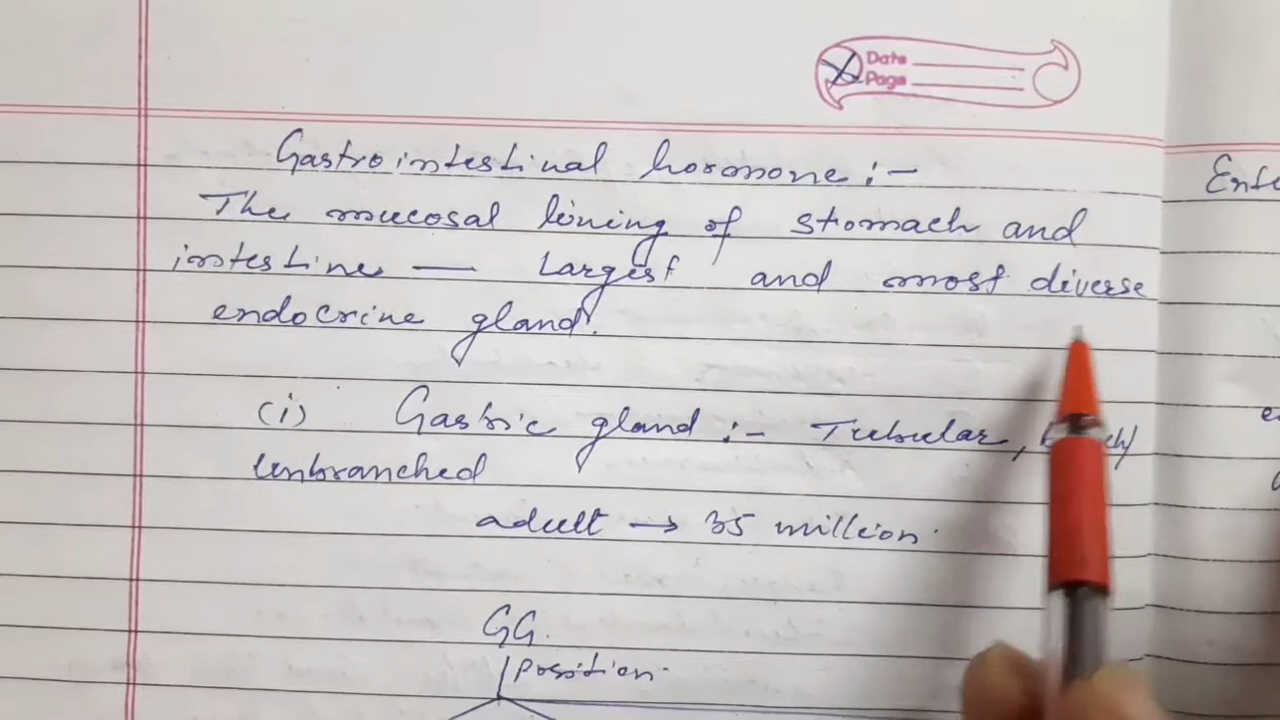 Date
Page
Gastrointestinal hormone :-
The mucosal lining of stomach and
intestine — Largest and most diverse
endocrine gland.
(i) Gastric gland :- Tubular,
Unbranched
adult → 35 million.
GG.
position.